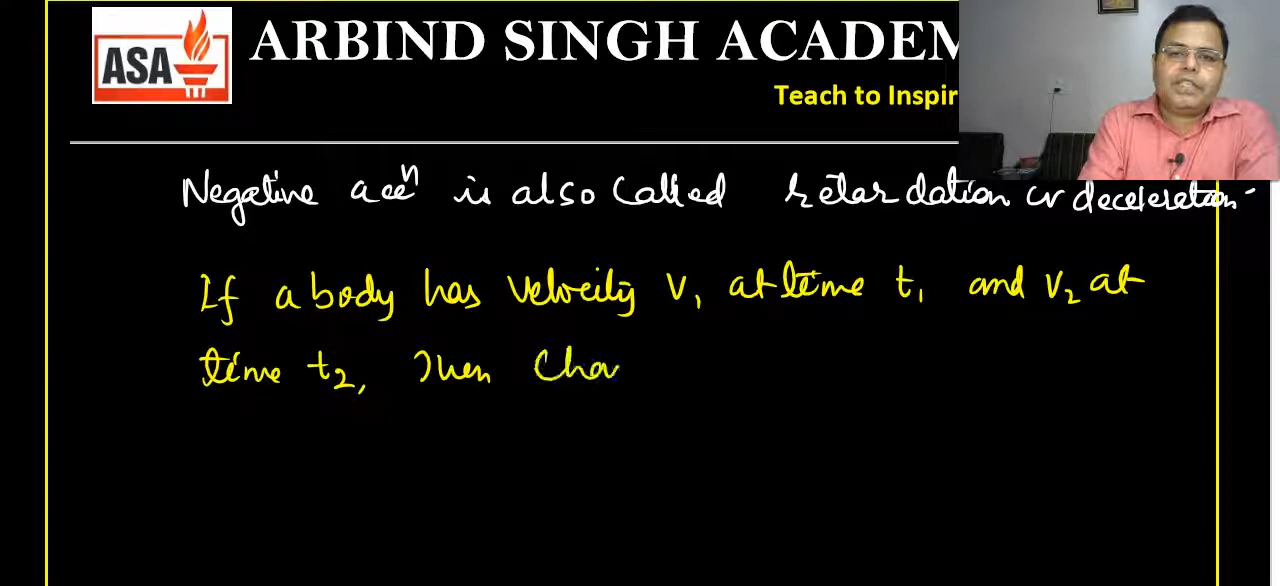 ASA
ARBIND SINGH ACADEM
Teach to Inspir
Negative accⁿ is also called retardation or deceleration.
If a body has velocity v₁ at time t₁ and v₂ at
time t₂, then cha